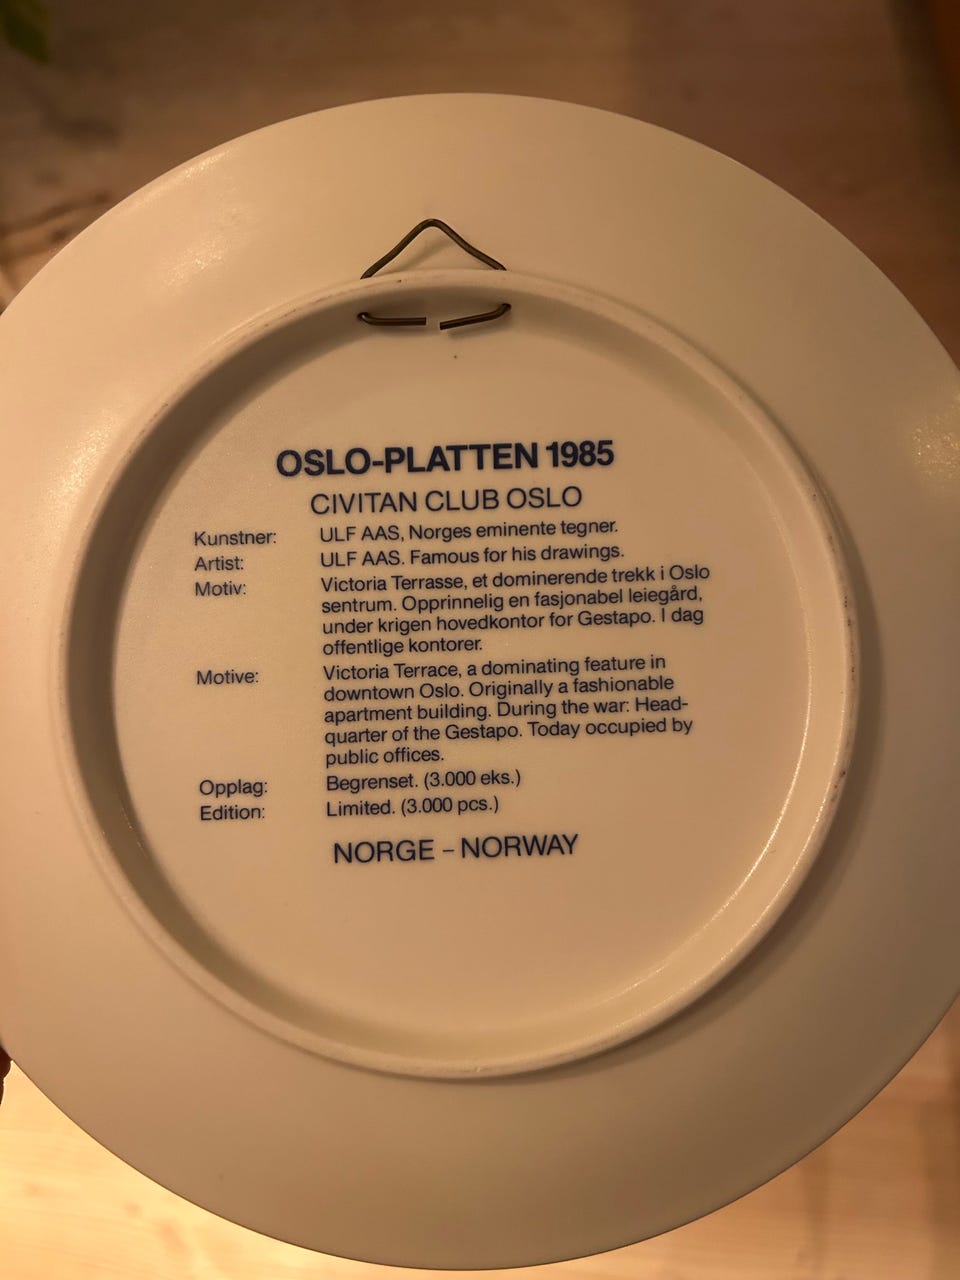 OSLO-PLATTEN 1985
CIVITAN CLUB OSLO
Kunstner: ULF AAS, Norges eminente tegner.
Artist: ULF AAS. Famous for his drawings.
Motiv: Victoria Terrasse, et dominerende trekk i Oslo
sentrum. Opprinnelig en fasjonabel leiegård,
under krigen hovedkontor for Gestapo. I dag
offentlige kontorer.
Motive: Victoria Terrace, a dominating feature in
downtown Oslo. Originally a fashionable
apartment building. During the war: Head-
quarter of the Gestapo. Today occupied by
public offices.
Opplag: Begrenset. (3.000 eks.)
Edition: Limited. (3.000 pcs.)
NORGE – NORWAY